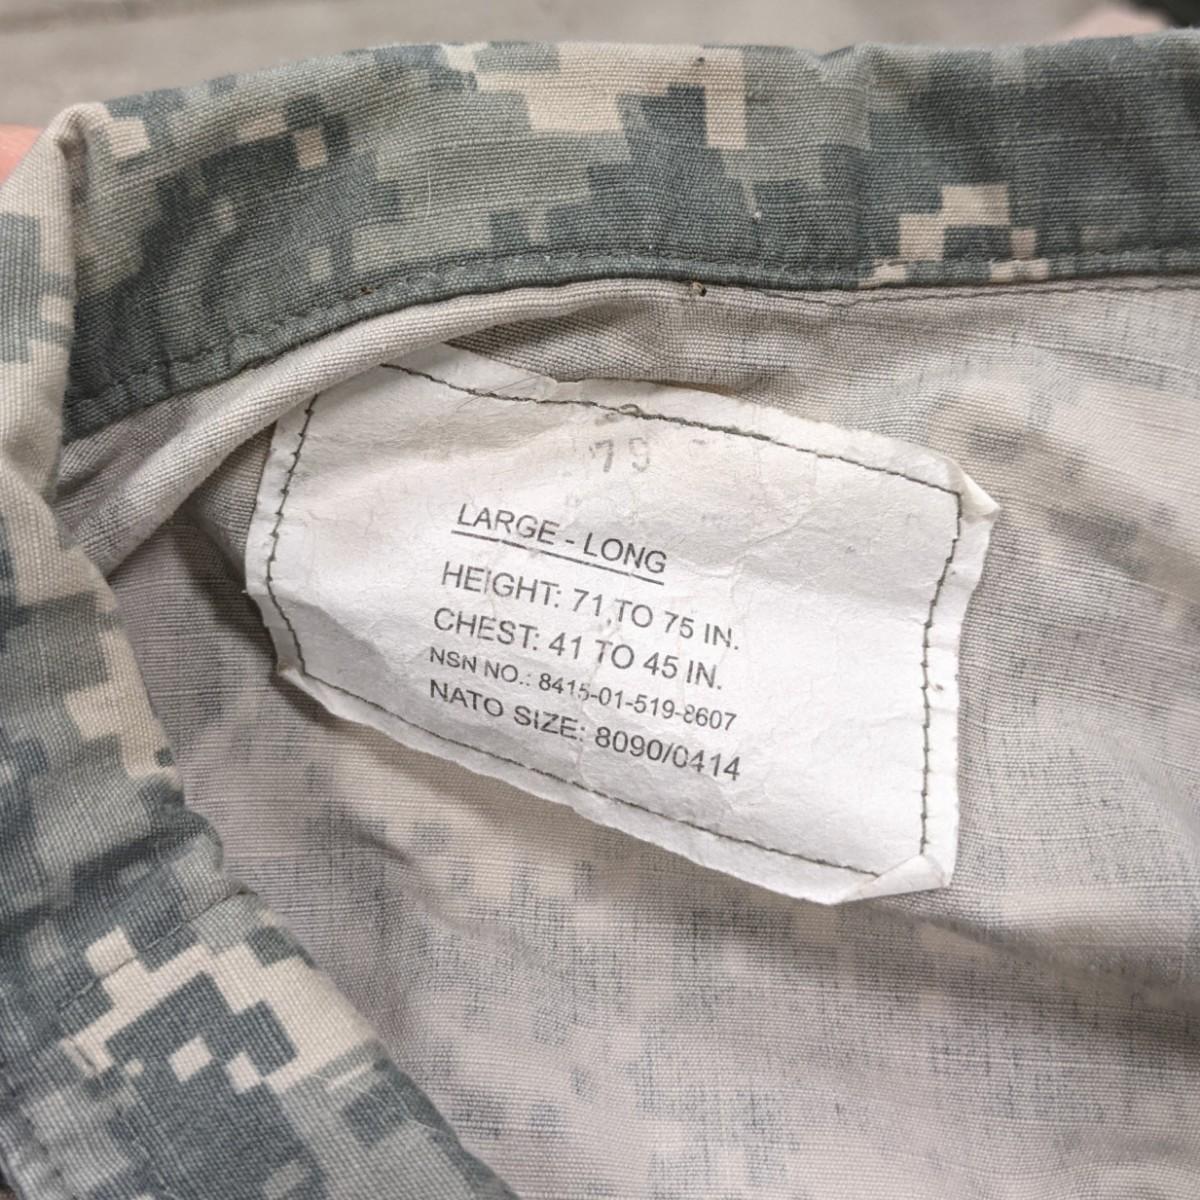 79
LARGE - LONG
HEIGHT: 71 TO 75 IN.
CHEST: 41 TO 45 IN.
NSN NO.: 8415-01-519-8607
NATO SIZE: 8090/0414